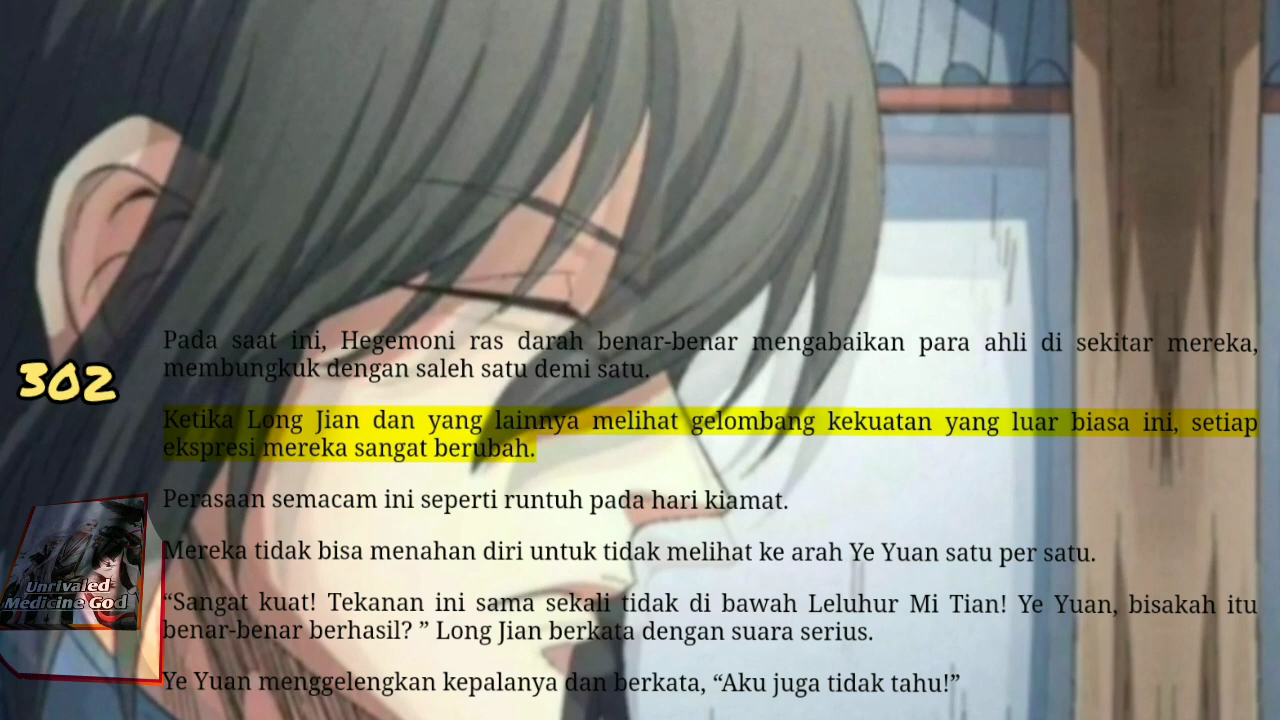 Pada saat ini, Hegemoni ras darah benar-benar mengabaikan para ahli di sekitar mereka,
membungkuk dengan saleh satu demi satu.
302
Ketika Long Jian dan yang lainnya melihat gelombang kekuatan yang luar biasa ini, setiap
ekspresi mereka sangat berubah.
Perasaan semacam ini seperti runtuh pada hari kiamat.
Mereka tidak bisa menahan diri untuk tidak melihat ke arah Ye Yuan satu per satu.
Unrivaled
Medicine God
“Sangat kuat! Tekanan ini sama sekali tidak di bawah Leluhur Mi Tian! Ye Yuan, bisakah itu
benar-benar berhasil? ” Long Jian berkata dengan suara serius.
Ye Yuan menggelengkan kepalanya dan berkata, “Aku juga tidak tahu!”